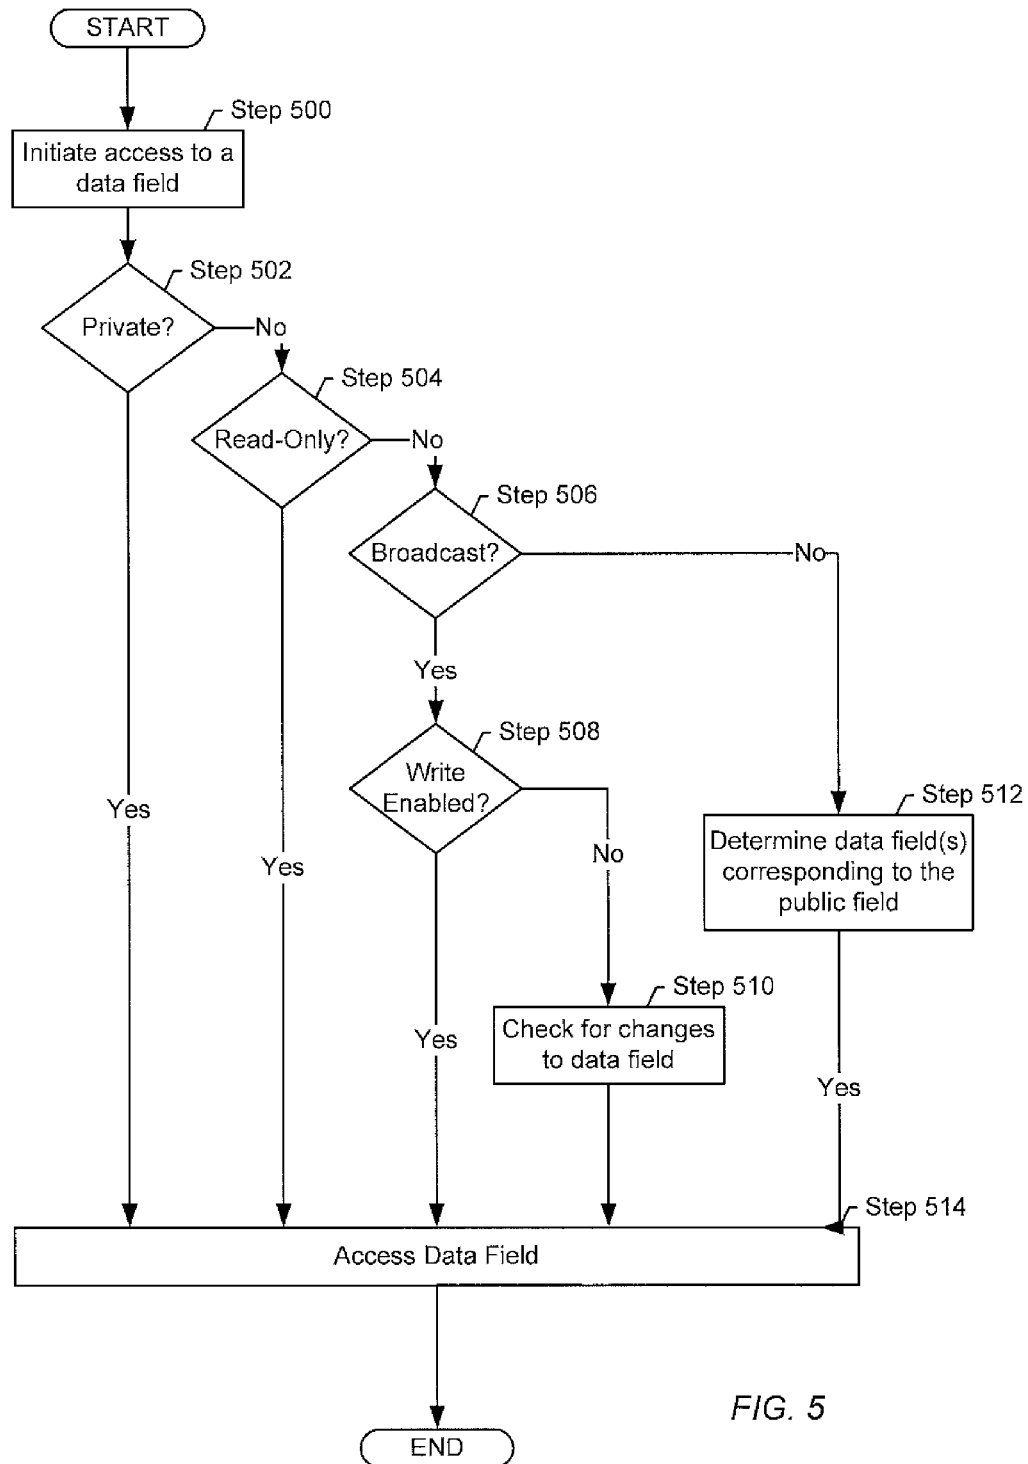 START
Step 500
Initiate access to a
data field
Step 502
Private?
No
Step 504
Read-Only?
No
Step 506
Broadcast?
No
Yes
Step 508
Write
Enabled?
Step 512
Yes
Determine data field(s)
corresponding to the
public field
No
Yes
Step 510
Check for changes
to data field
Yes
Yes
Step 514
Access Data Field
FIG. 5
END